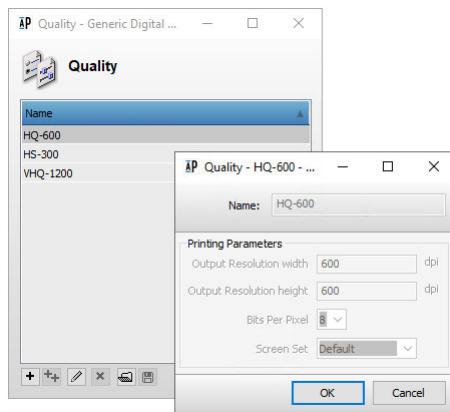 AP Quality - Generic Digital ...
Quality
Name
HQ-600
HS-300
VHQ-1200
AP Quality - HQ-600 - ...
Name: HQ-600
Printing Parameters
Output Resolution width 600 dpi
Output Resolution height 600 dpi
Bits Per Pixel 8
Screen Set Default
OK Cancel